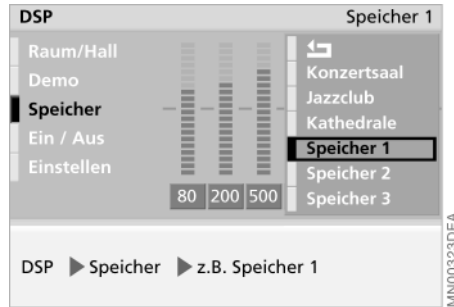 DSP
Speicher 1
Raum/Hall
Demo
Speicher
Ein / Aus
Einstellen
80 200 500
Konzertsaal
Jazzclub
Kathedrale
Speicher 1
Speicher 2
Speicher 3
DSP Speicher z.B. Speicher 1
MN00323DEA